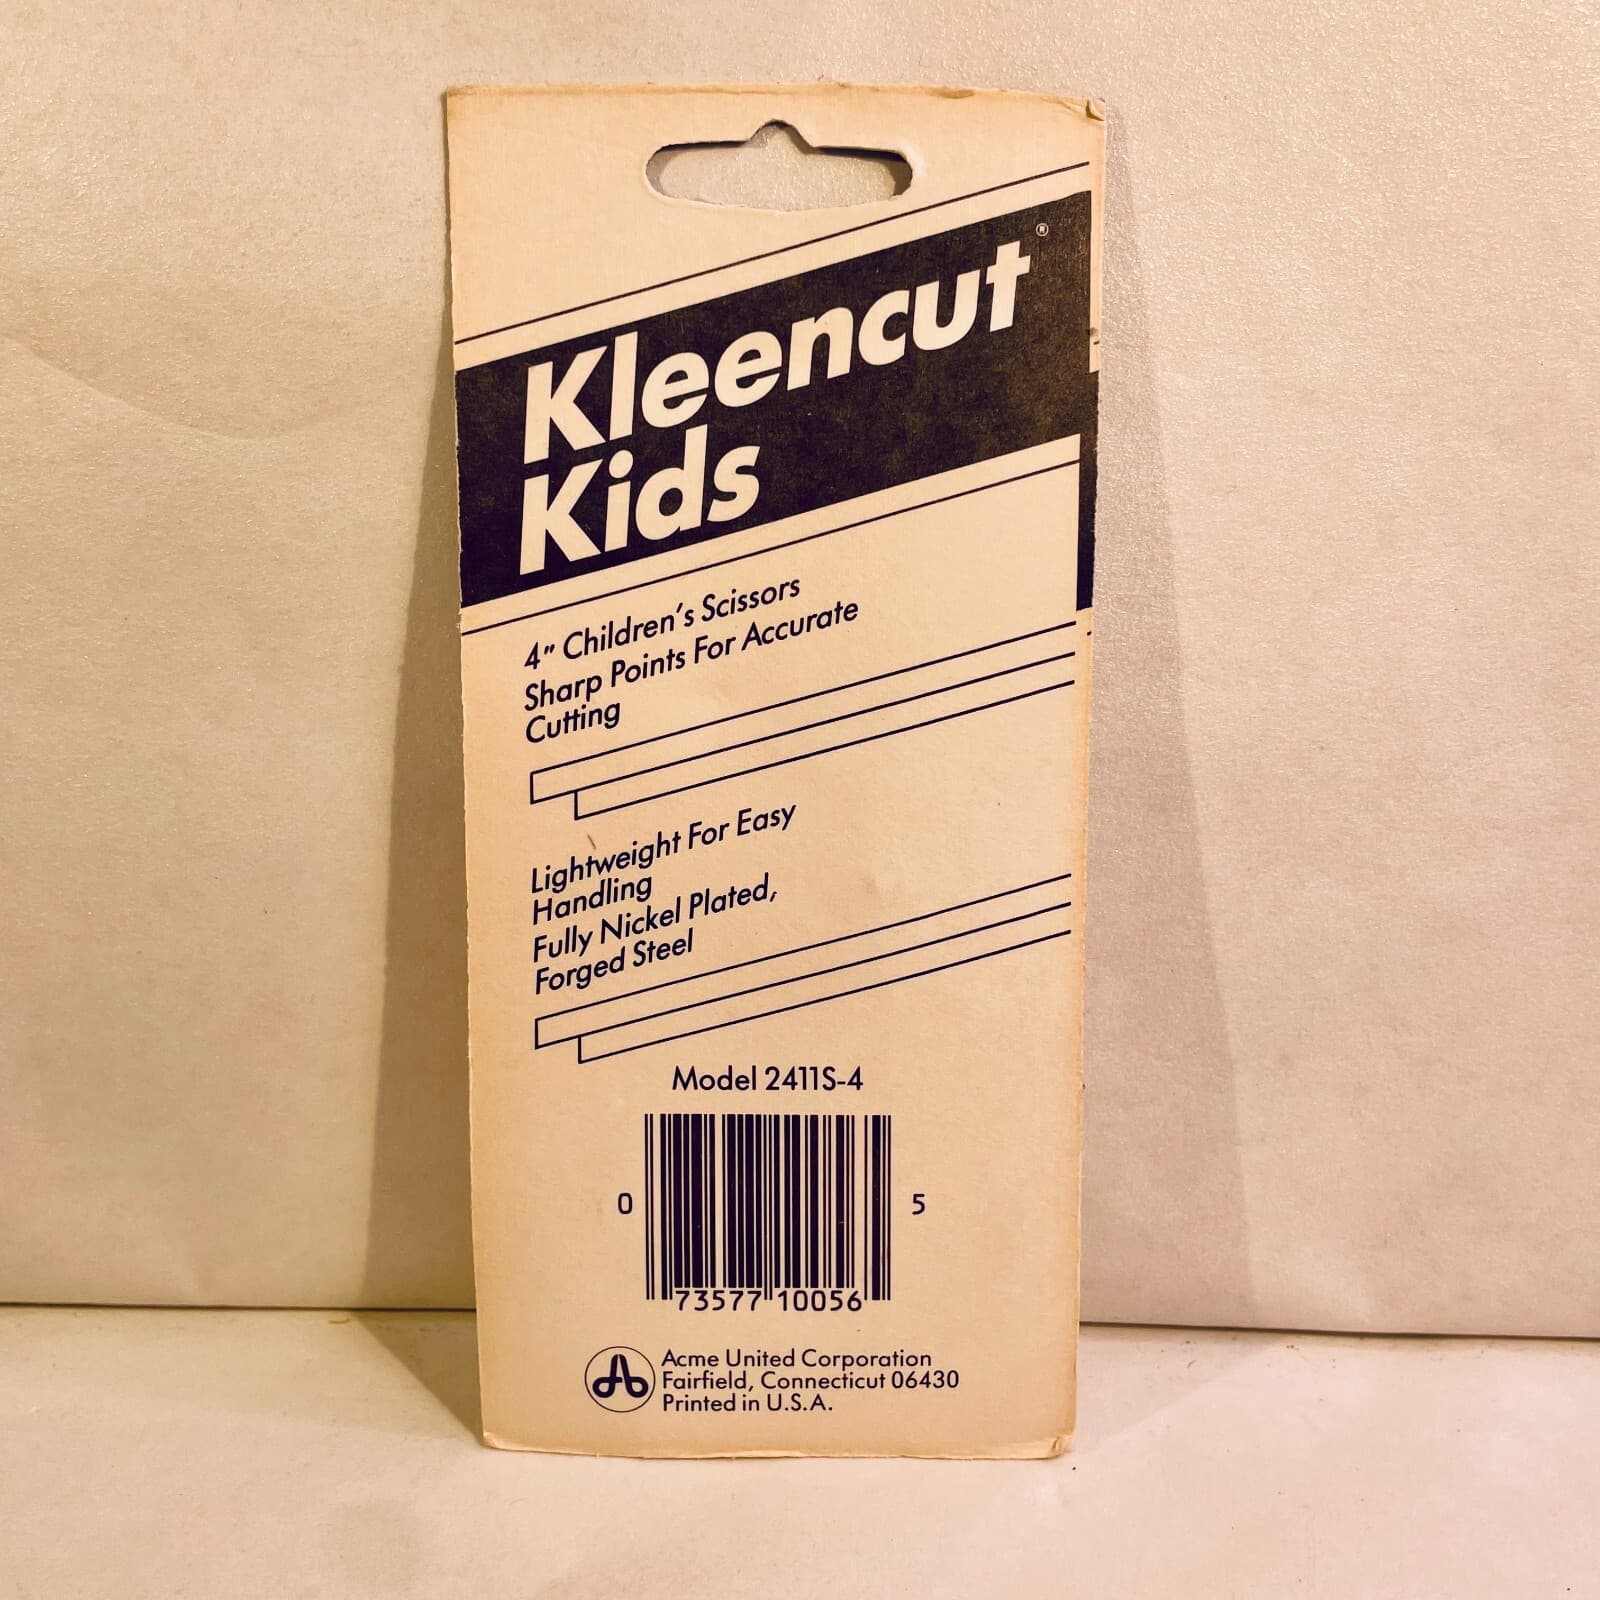 Kleencut®
Kids
4" Children's Scissors
Sharp Points For Accurate
Cutting
Lightweight For Easy
Handling
Fully Nickel Plated,
Forged Steel
Model 2411S-4
0 73577 10056 5
Acme United Corporation
Fairfield, Connecticut 06430
Printed in U.S.A.